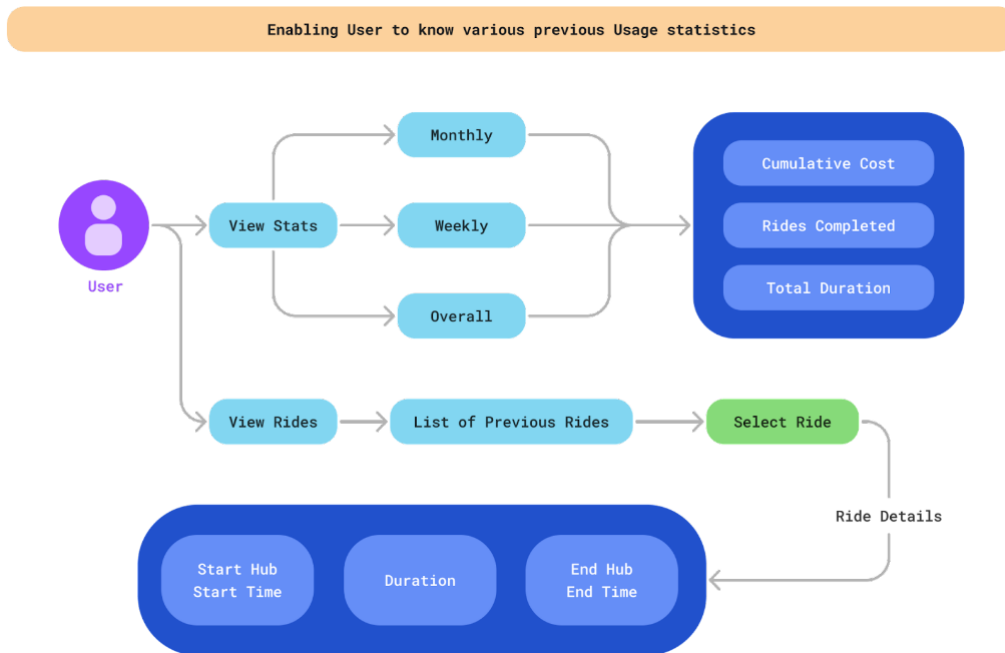 Enabling User to know various previous Usage statistics
Monthly
Cumulative Cost
User
View Stats
Weekly
Rides Completed
Overall
Total Duration
View Rides
List of Previous Rides
Select Ride
Ride Details
Start Hub
Start Time
Duration
End Hub
End Time